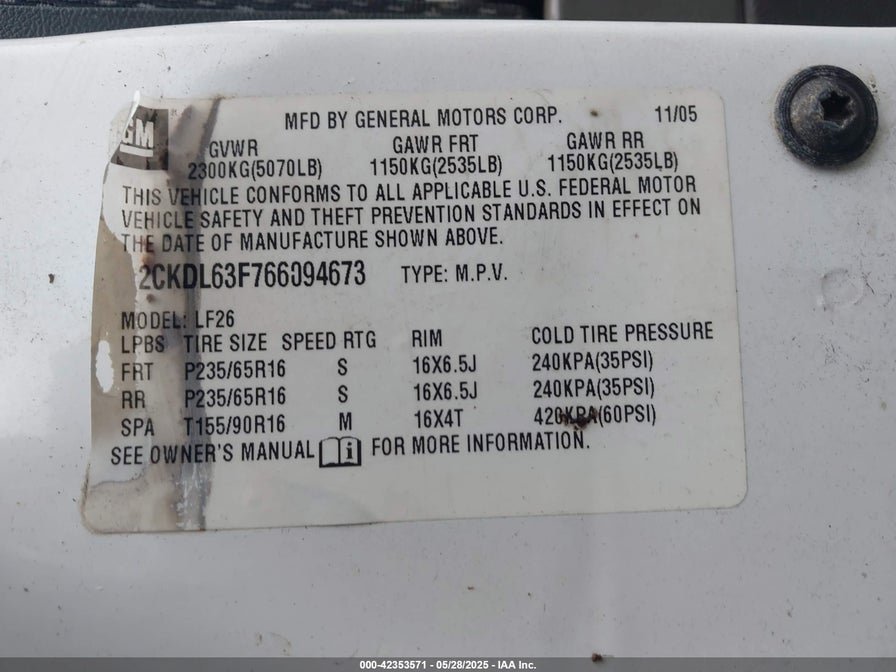 GM
MFD BY GENERAL MOTORS CORP. 11/05
GVWR GAWR FRT GAWR RR
2300KG(5070LB) 1150KG(2535LB) 1150KG(2535LB)
THIS VEHICLE CONFORMS TO ALL APPLICABLE U.S. FEDERAL MOTOR
VEHICLE SAFETY AND THEFT PREVENTION STANDARDS IN EFFECT ON
THE DATE OF MANUFACTURE SHOWN ABOVE.
2CKDL63F766094673 TYPE: M.P.V.
MODEL: LF26
LPBS TIRE SIZE SPEED RTG RIM COLD TIRE PRESSURE
FRT P235/65R16 S 16X6.5J 240KPA(35PSI)
RR P235/65R16 S 16X6.5J 240KPA(35PSI)
SPA T155/90R16 M 16X4T 420KPA(60PSI)
SEE OWNER'S MANUAL FOR MORE INFORMATION.
000-42353571 | 05/28/2025 | IAA Inc.